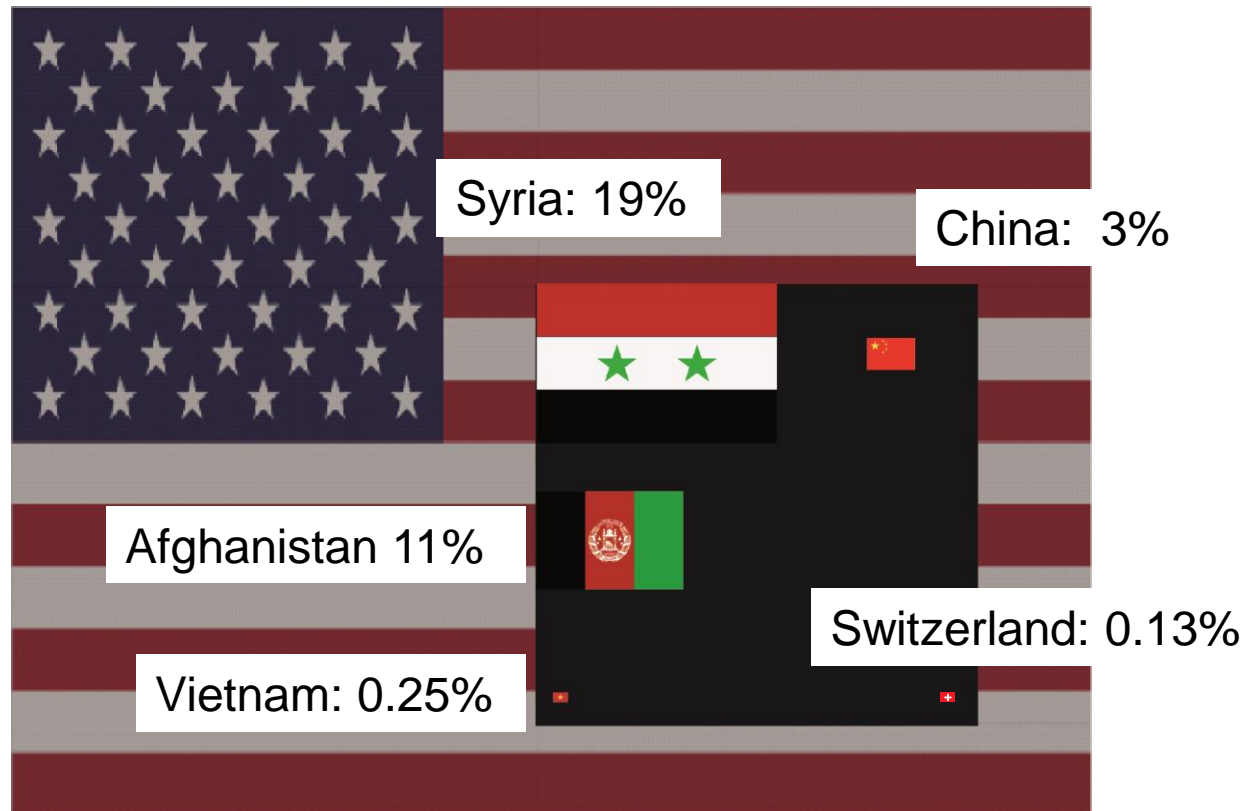 Syria: 19%
China: 3%
Afghanistan 11%
Switzerland: 0.13%
Vietnam: 0.25%